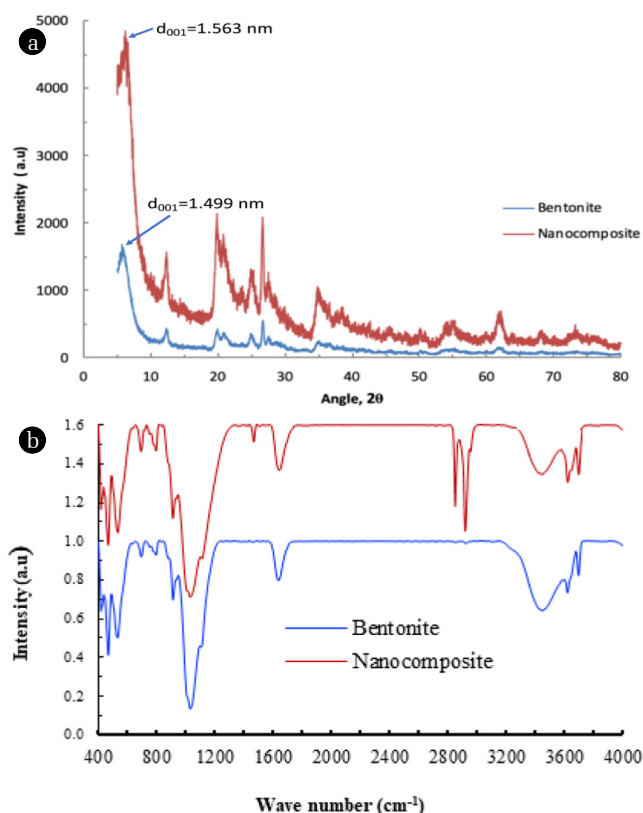 a
d001=1.563 nm
d001=1.499 nm
5000
4000
3000
2000
1000
0
Intensity ( a.u)
Bentonite
Nanocomposite
0 10 20 30 40 50 60 70 80
Angle, 2θ
b
1.6
1.4
1.6
1.0
0.8
0.6
0.4
0.2
0.0
Intensity (a.u)
Bentonite
Nanocomposite
400 800 1200 1600 2000 2400 2800 3200 3600 4000
Wave number (cm-1)